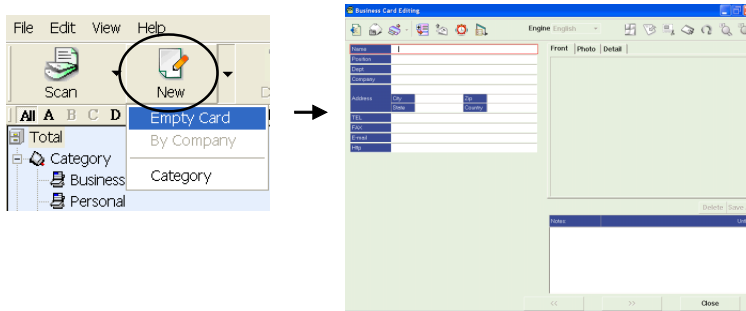 File Edit View Help
Scan
New
All A B C D
Empty Card
By Company
Category
Total
Category
Business
Personal
Business Card Editing
Engine English
Name
Position
Dept.
Company
Address City Zip
State Country
TEL
FAX
E-mail
Http
Front Photo Detail
Delete Save
Notes
<< >> Close